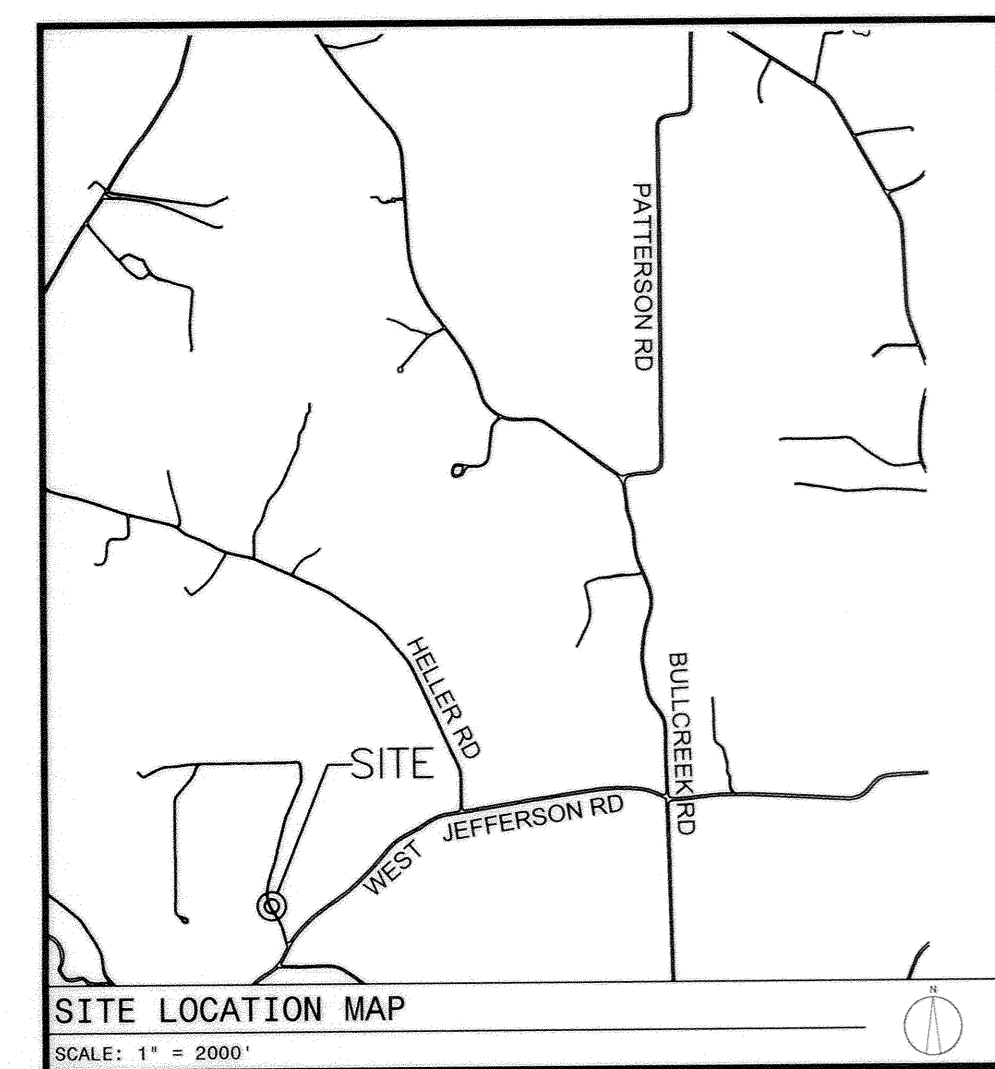 PATTERSON RD
HELLER RD
BULLCREEK RD
SITE
WEST JEFFERSON RD
SITE LOCATION MAP
N
SCALE: 1" = 2000'